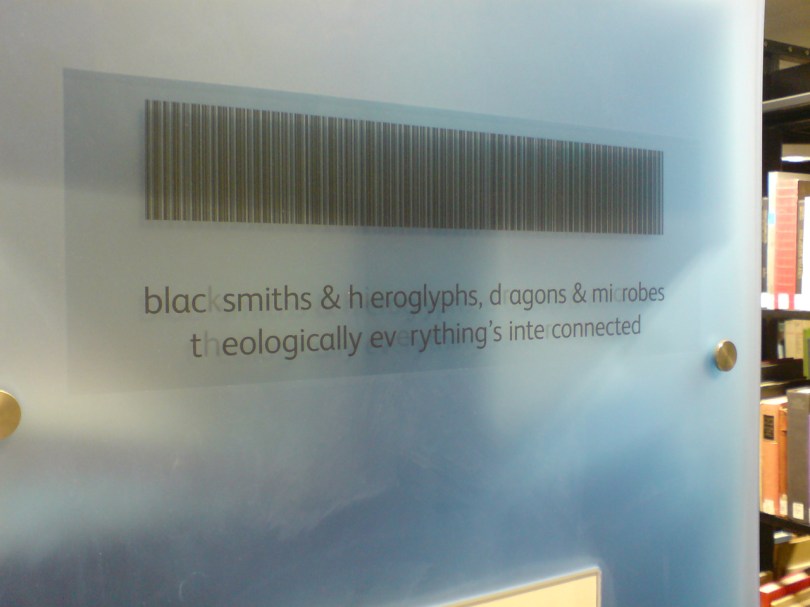 blacksmiths & hieroglyphs, dragons & microbes
theologically everything's interconnected